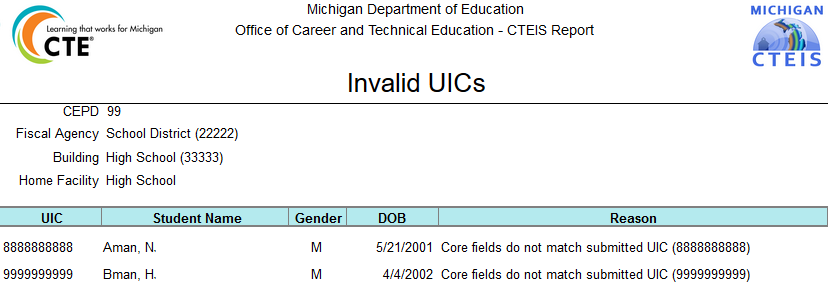 Learning that works for Michigan
CTE
Michigan Department of Education
Office of Career and Technical Education - CTEIS Report
MICHIGAN
CTEIS
Invalid UICs
CEPD 99
Fiscal Agency School District (22222)
Building High School (33333)
Home Facility High School
UIC Student Name Gender DOB Reason
8888888888 Aman, N. M 5/21/2001 Core fields do not match submitted UIC (8888888888)
9999999999 Bman, H. M 4/4/2002 Core fields do not match submitted UIC (9999999999)